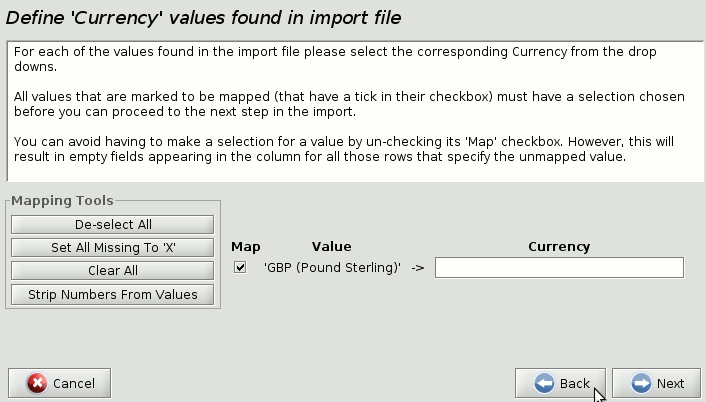 Define 'Currency' values found in import file
For each of the values found in the import file please select the corresponding Currency from the drop
downs.
All values that are marked to be mapped (that have a tick in their checkbox) must have a selection chosen
before you can proceed to the next step in the import.
You can avoid having to make a selection for a value by un-checking its 'Map' checkbox. However, this will
result in empty fields appearing in the column for all those rows that specify the unmapped value.
Mapping Tools
De-select All
Set All Missing To 'X'
Clear All
Strip Numbers From Values
Map Value Currency
'GBP (Pound Sterling)' ->
Cancel Back Next